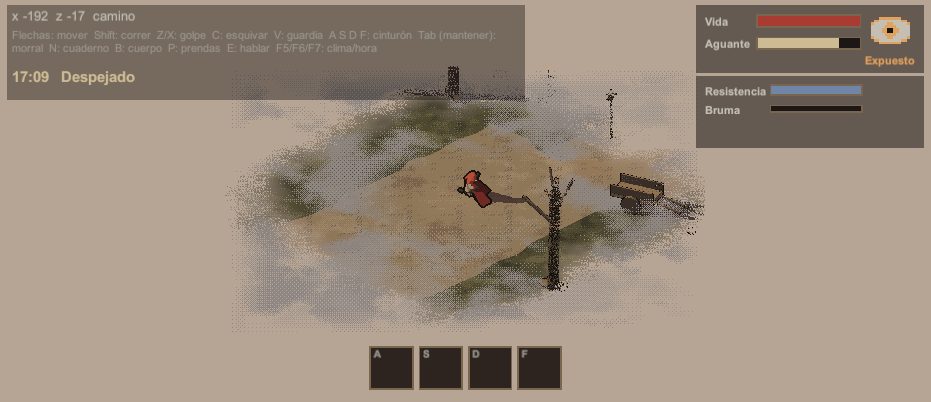 x -192 z -17 camino
Flechas: mover Shift: correr Z/X: golpe C: esquivar V: guardia A S D F: cinturón Tab (mantener):
morral N: cuaderno B: cuerpo P: prendas E: hablar F5/F6/F7: clima/hora
17:09 Despejado
Vida
Aguante
Expuesto
Resistencia
Bruma
A S D F